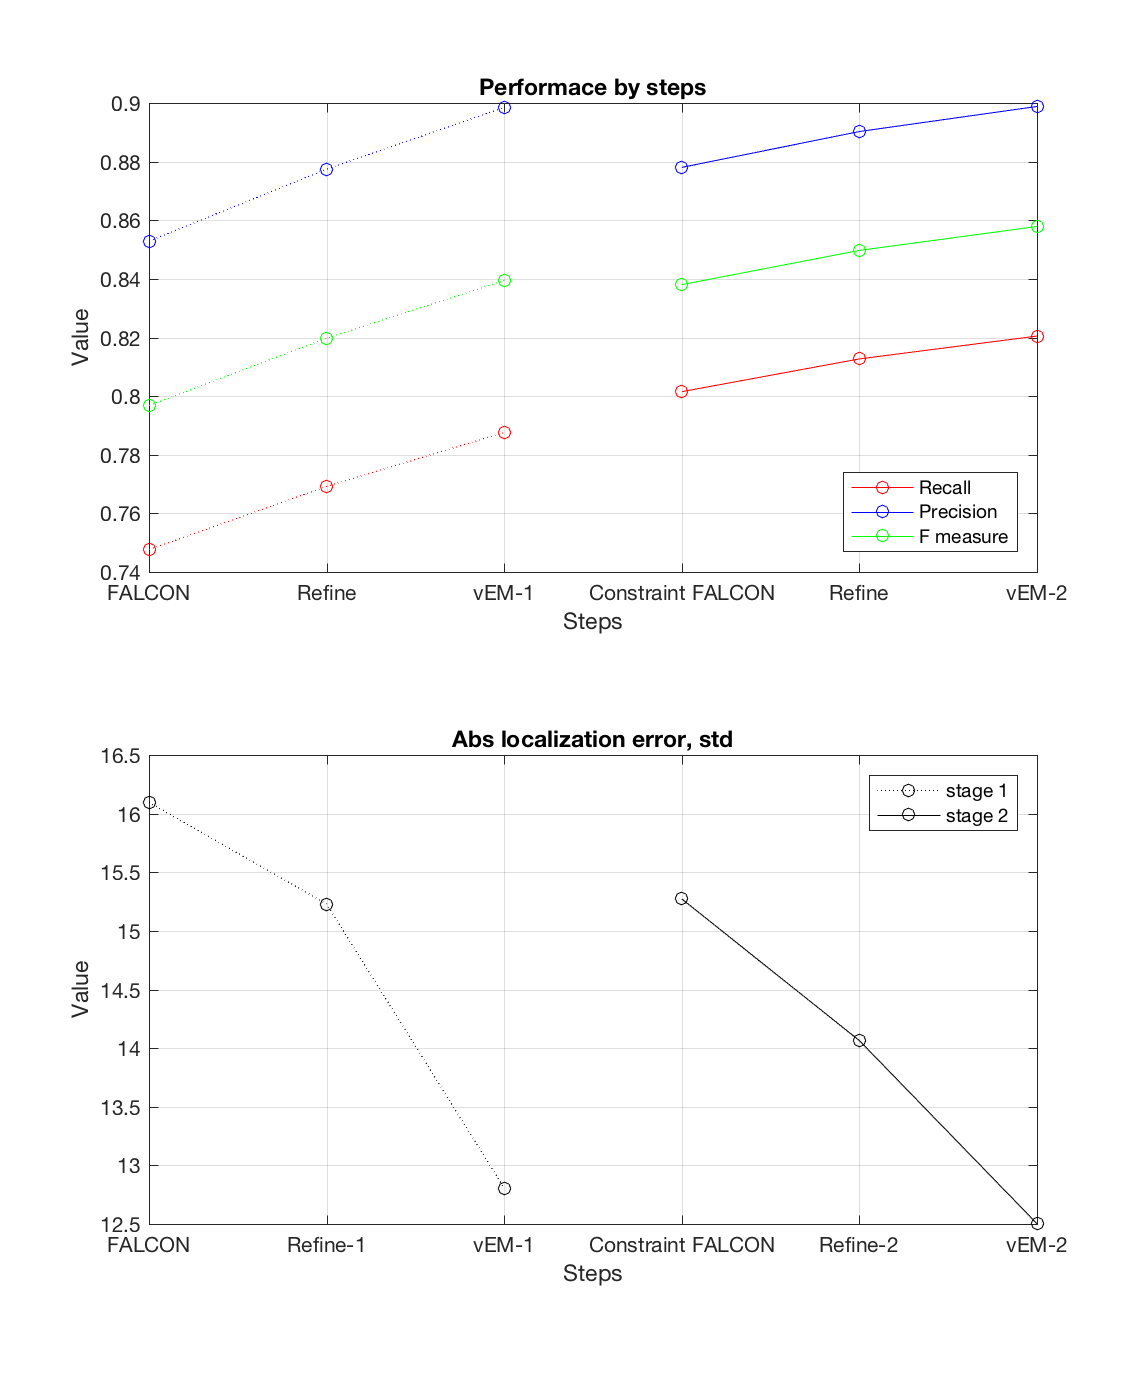 Performace by steps
Value
0.9
0.88
0.86
0.84
0.82
0.8
0.78
0.76
0.74
Recall
Precision
F measure
FALCON Refine vEM-1 Constraint FALCON Refine vEM-2
Steps
Abs localization error, std
Value
16.5
16
15.5
15
14.5
14
13.5
13
12.5
stage 1
stage 2
FALCON Refine-1 vEM-1 Constraint FALCON Refine-2 vEM-2
Steps